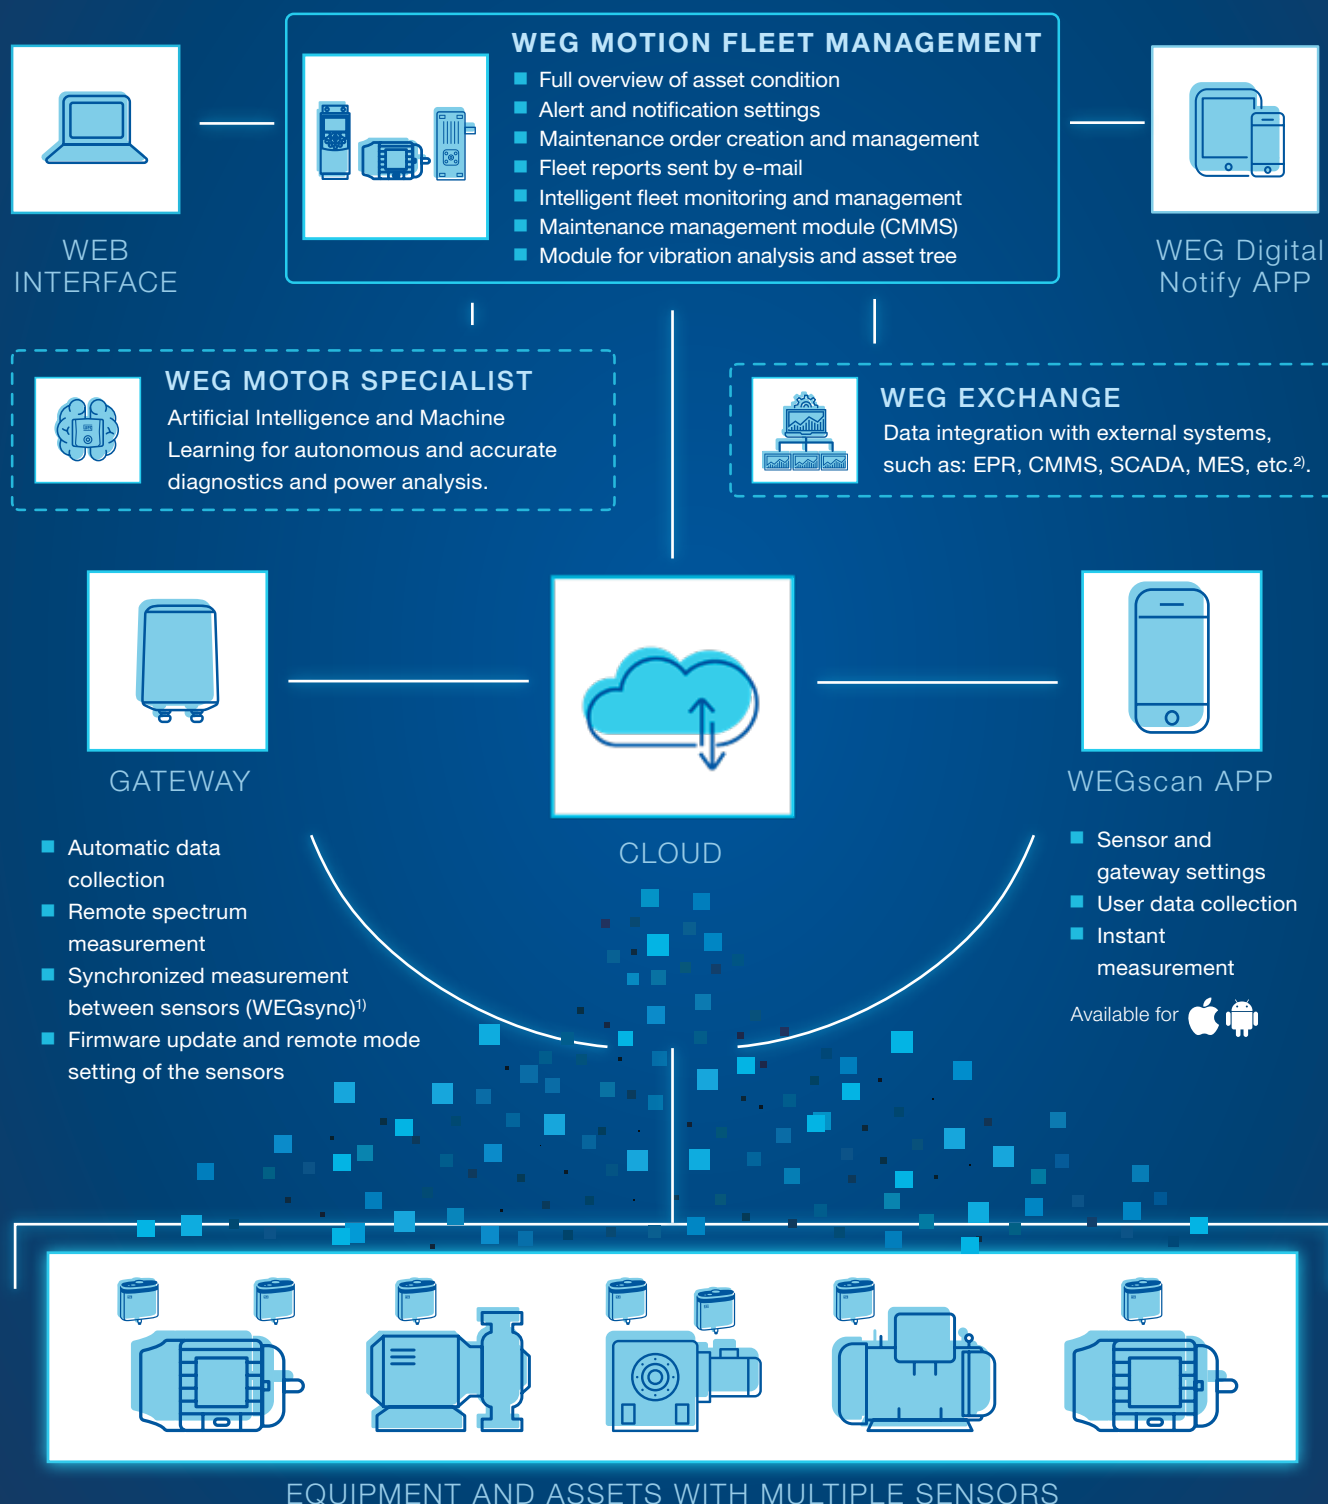 WEG MOTION FLEET MANAGEMENT
Full overview of asset condition
Alert and notification settings
Maintenance order creation and management
Fleet reports sent by e-mail
Intelligent fleet monitoring and management
Maintenance management module (CMMS)
Module for vibration analysis and asset tree
WEB
INTERFACE
WEG Digital
Notify APP
WEG MOTOR SPECIALIST
Artificial Intelligence and Machine
Learning for autonomous and accurate
diagnostics and power analysis.
WEG EXCHANGE
Data integration with external systems,
such as: EPR, CMMS, SCADA, MES, etc.²⁾.
GATEWAY
Automatic data
collection
Remote spectrum
measurement
Synchronized measurement
between sensors (WEGsync)¹⁾
Firmware update and remote mode
setting of the sensors
CLOUD
WEGscan APP
Sensor and
gateway settings
User data collection
Instant
measurement
Available for
EQUIPMENT AND ASSETS WITH MULTIPLE SENSORS